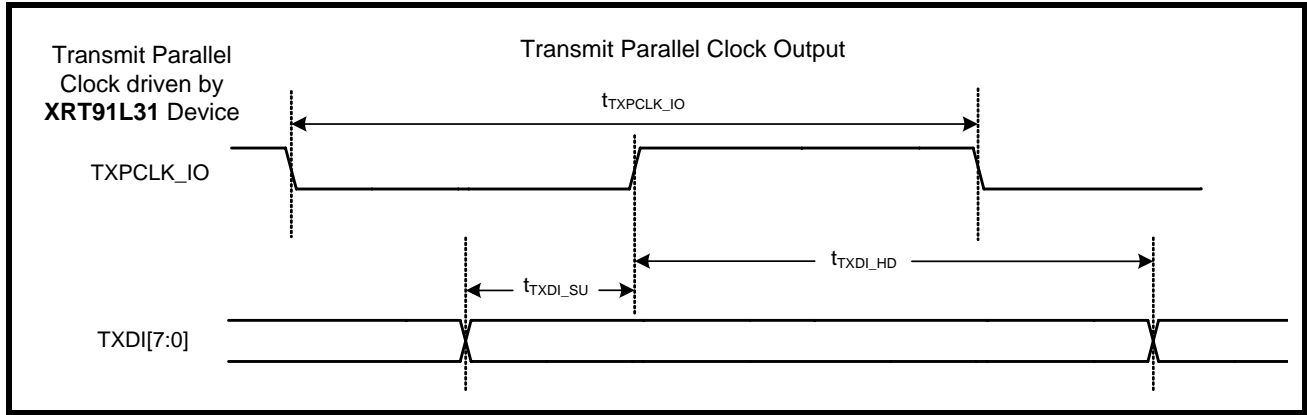 Transmit Parallel
Clock driven by
XRT91L31 Device
Transmit Parallel Clock Output
tTXPCLK_IO
TXPCLK_IO
tTXDI_HD
tTXDI_SU
TXDI[7:0]